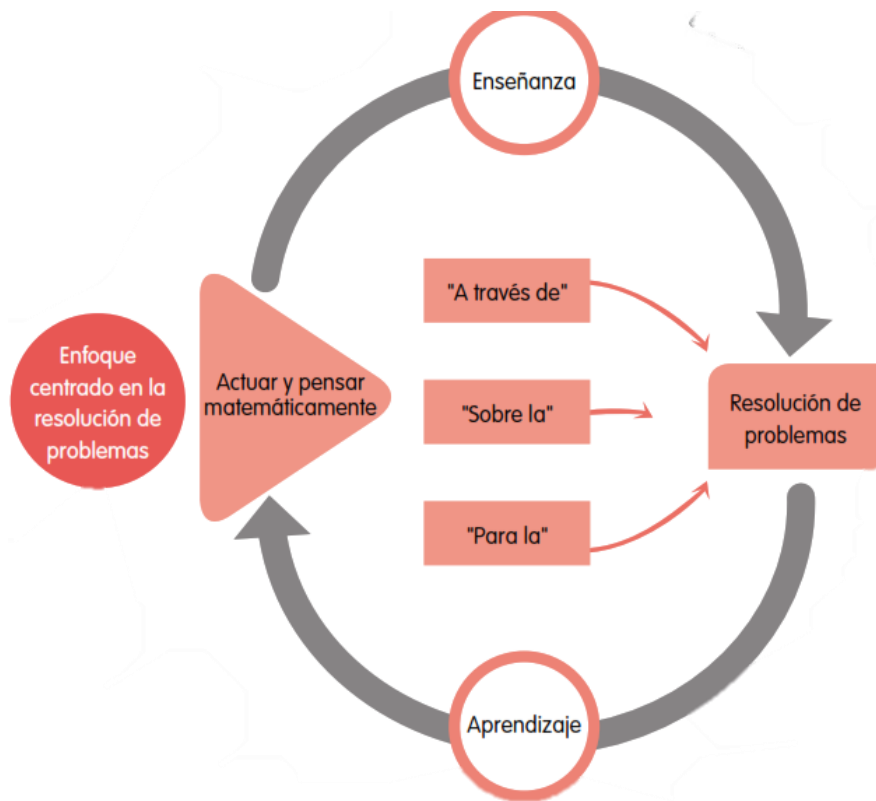 Enseñanza
"A través de"
Enfoque
centrado en la
resolución de
problemas
Actuar y pensar
matemáticamente
"Sobre la"
Resolución de
problemas
"Para la"
Aprendizaje